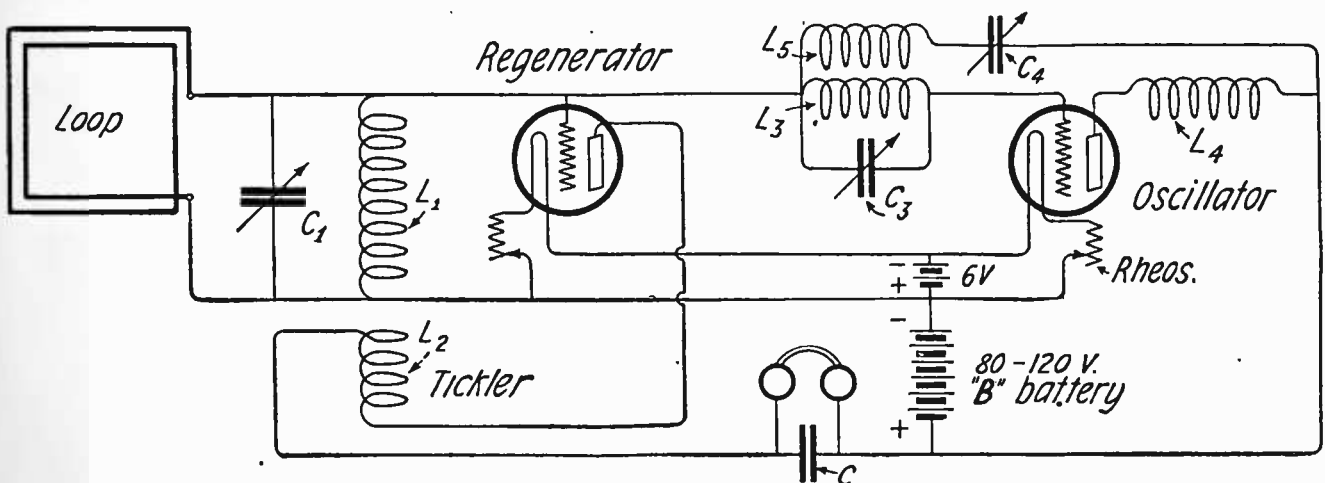 Loop
C1
L1
Regenerator
L2
Tickler
L5
L3
C3
C4
L4
Oscillator
Rheos.
-
+
6V
-
80-120 V.
"B" battery
+
C